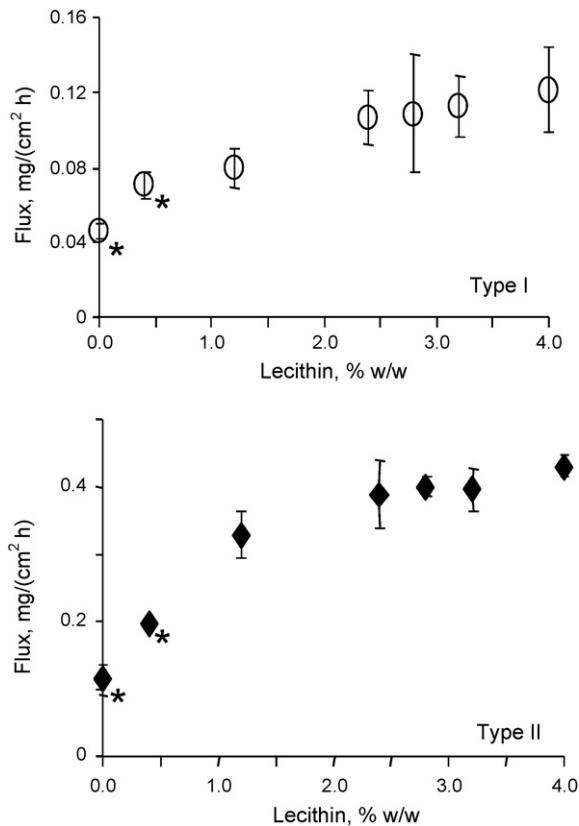 0.16
0.12
0.08
0.04
0
Flux, mg/(cm² h)
*
*
Type I
0.0 1.0 2.0 3.0 4.0
Lecithin, % w/w
0.4
0.2
0
Flux, mg/(cm² h)
*
*
Type II
0.0 1.0 2.0 3.0 4.0
Lecithin, % w/w